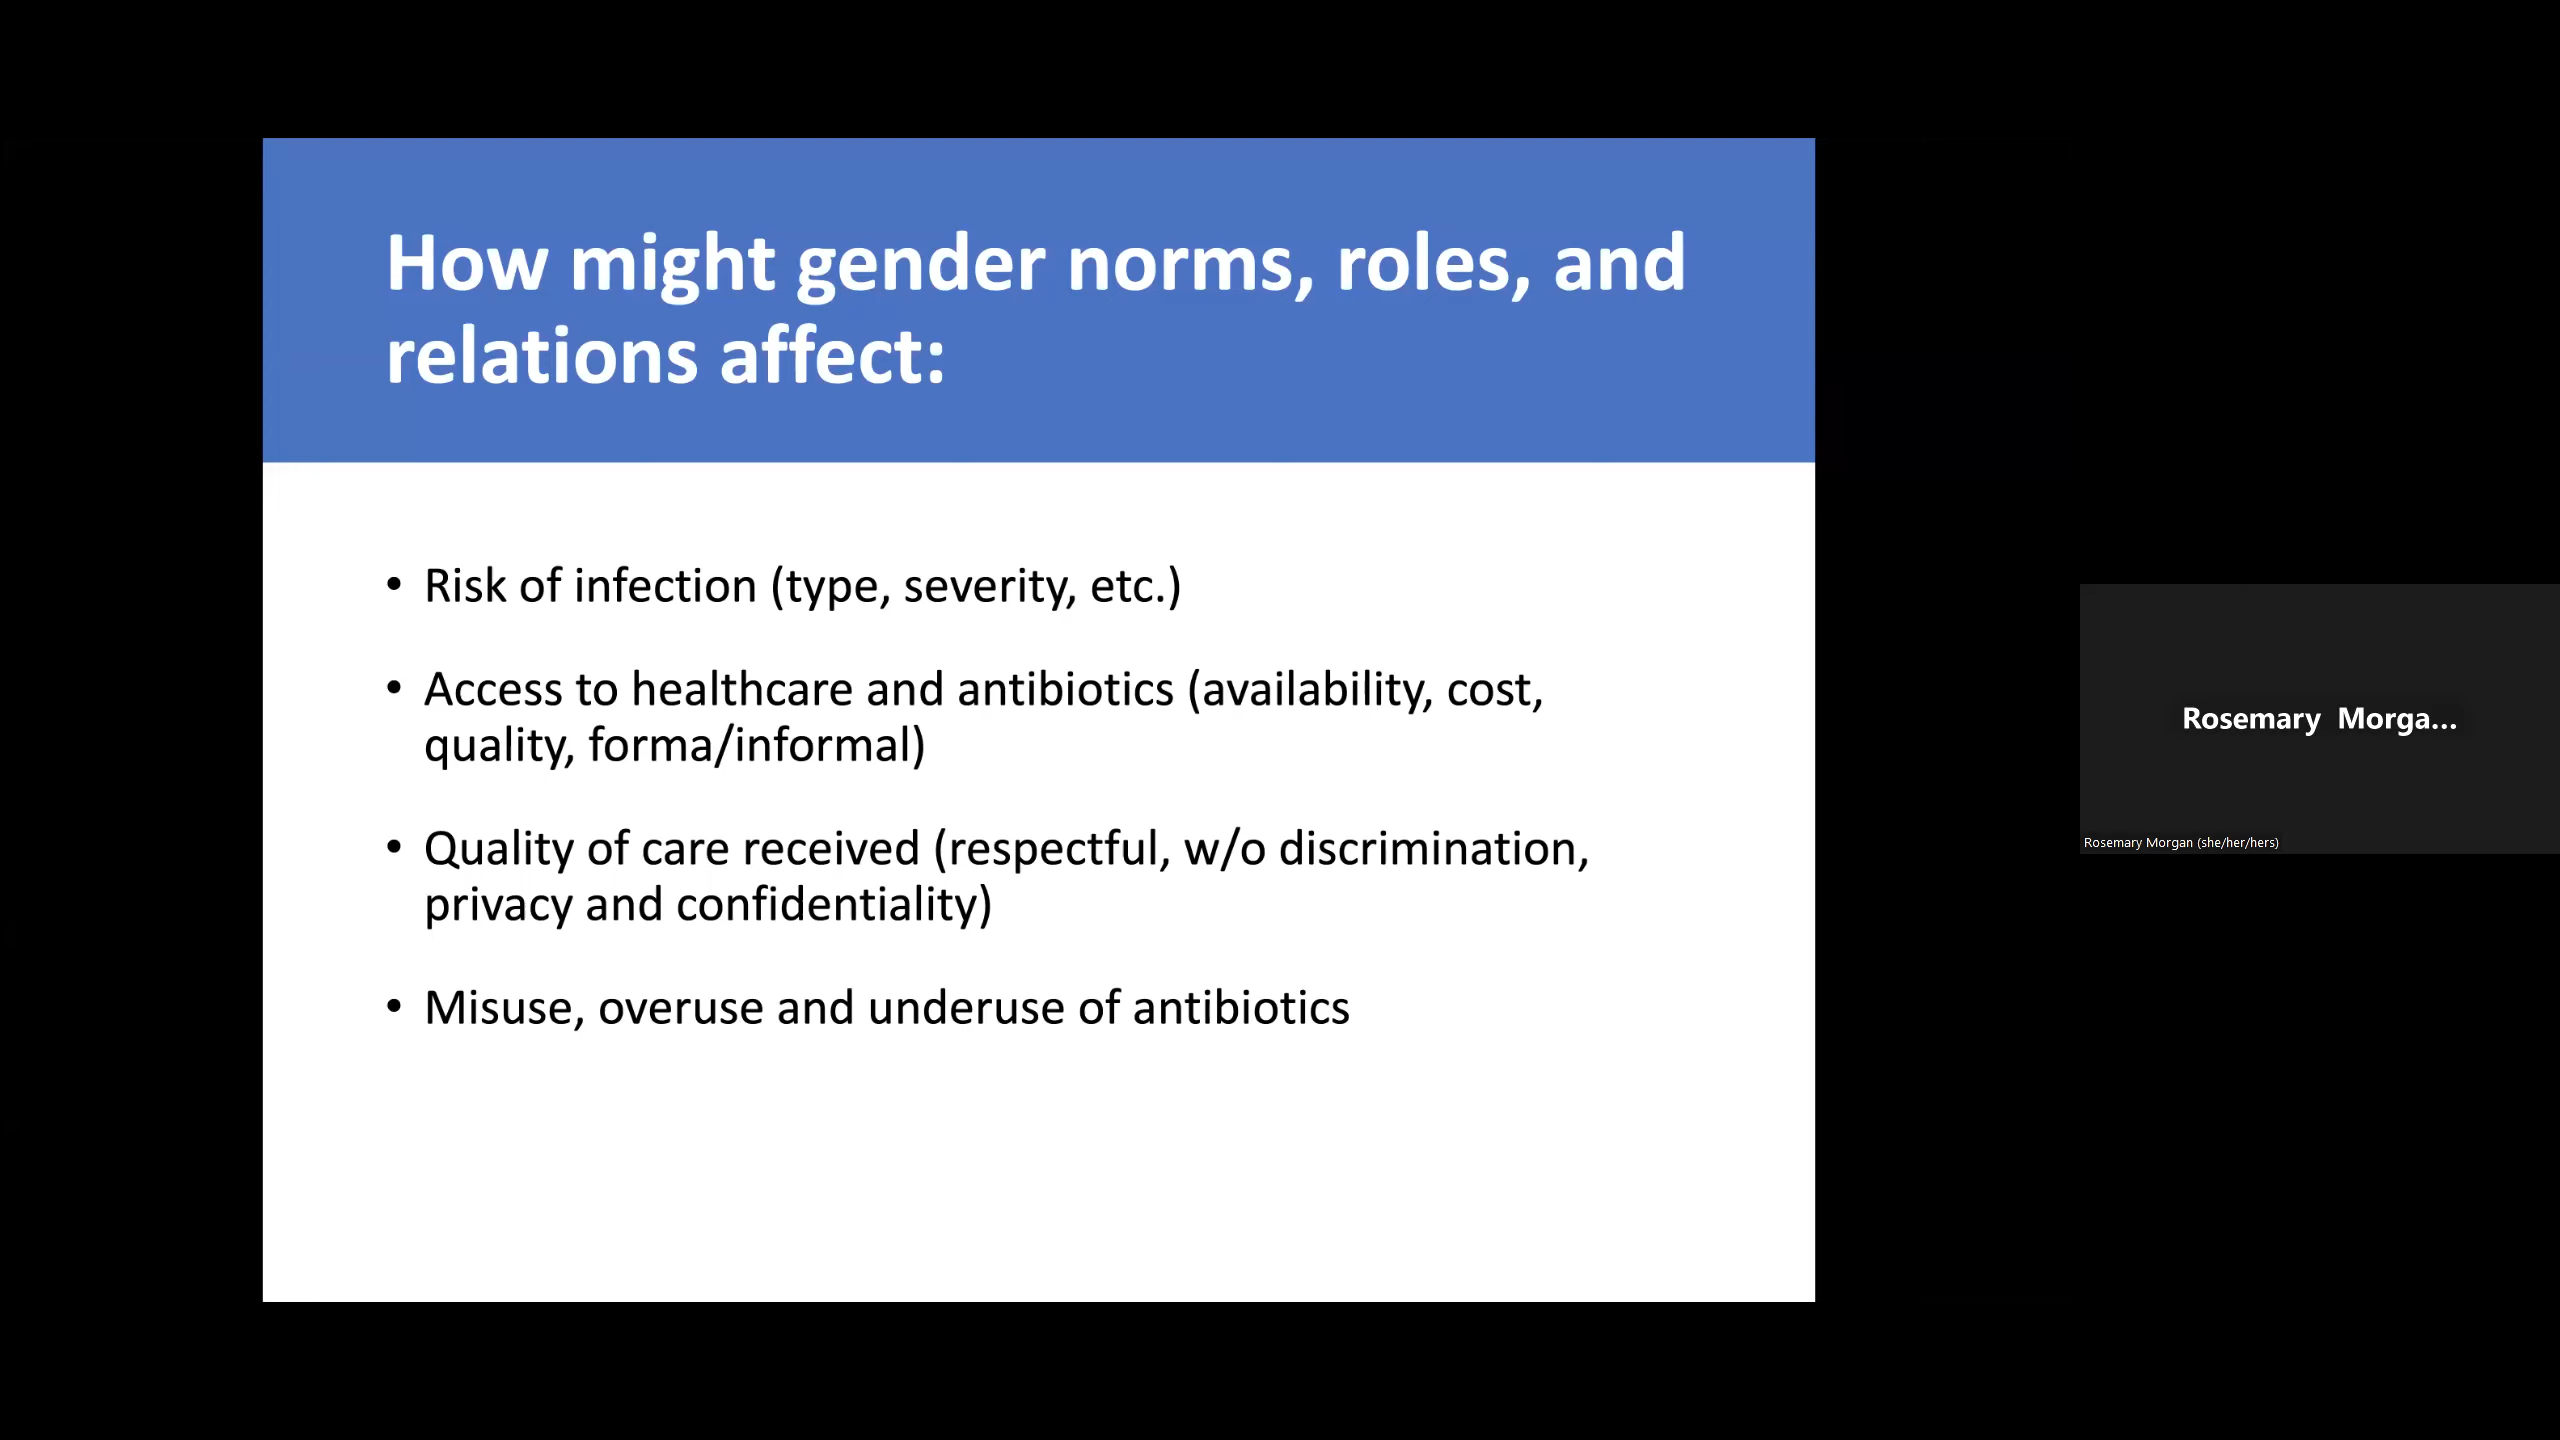 How might gender norms, roles, and
relations affect:
• Risk of infection (type, severity, etc.)
• Access to healthcare and antibiotics (availability, cost,
quality, forma/informal)
• Quality of care received (respectful, w/o discrimination,
privacy and confidentiality)
• Misuse, overuse and underuse of antibiotics
Rosemary Morga...
Rosemary Morgan (she/her/hers)